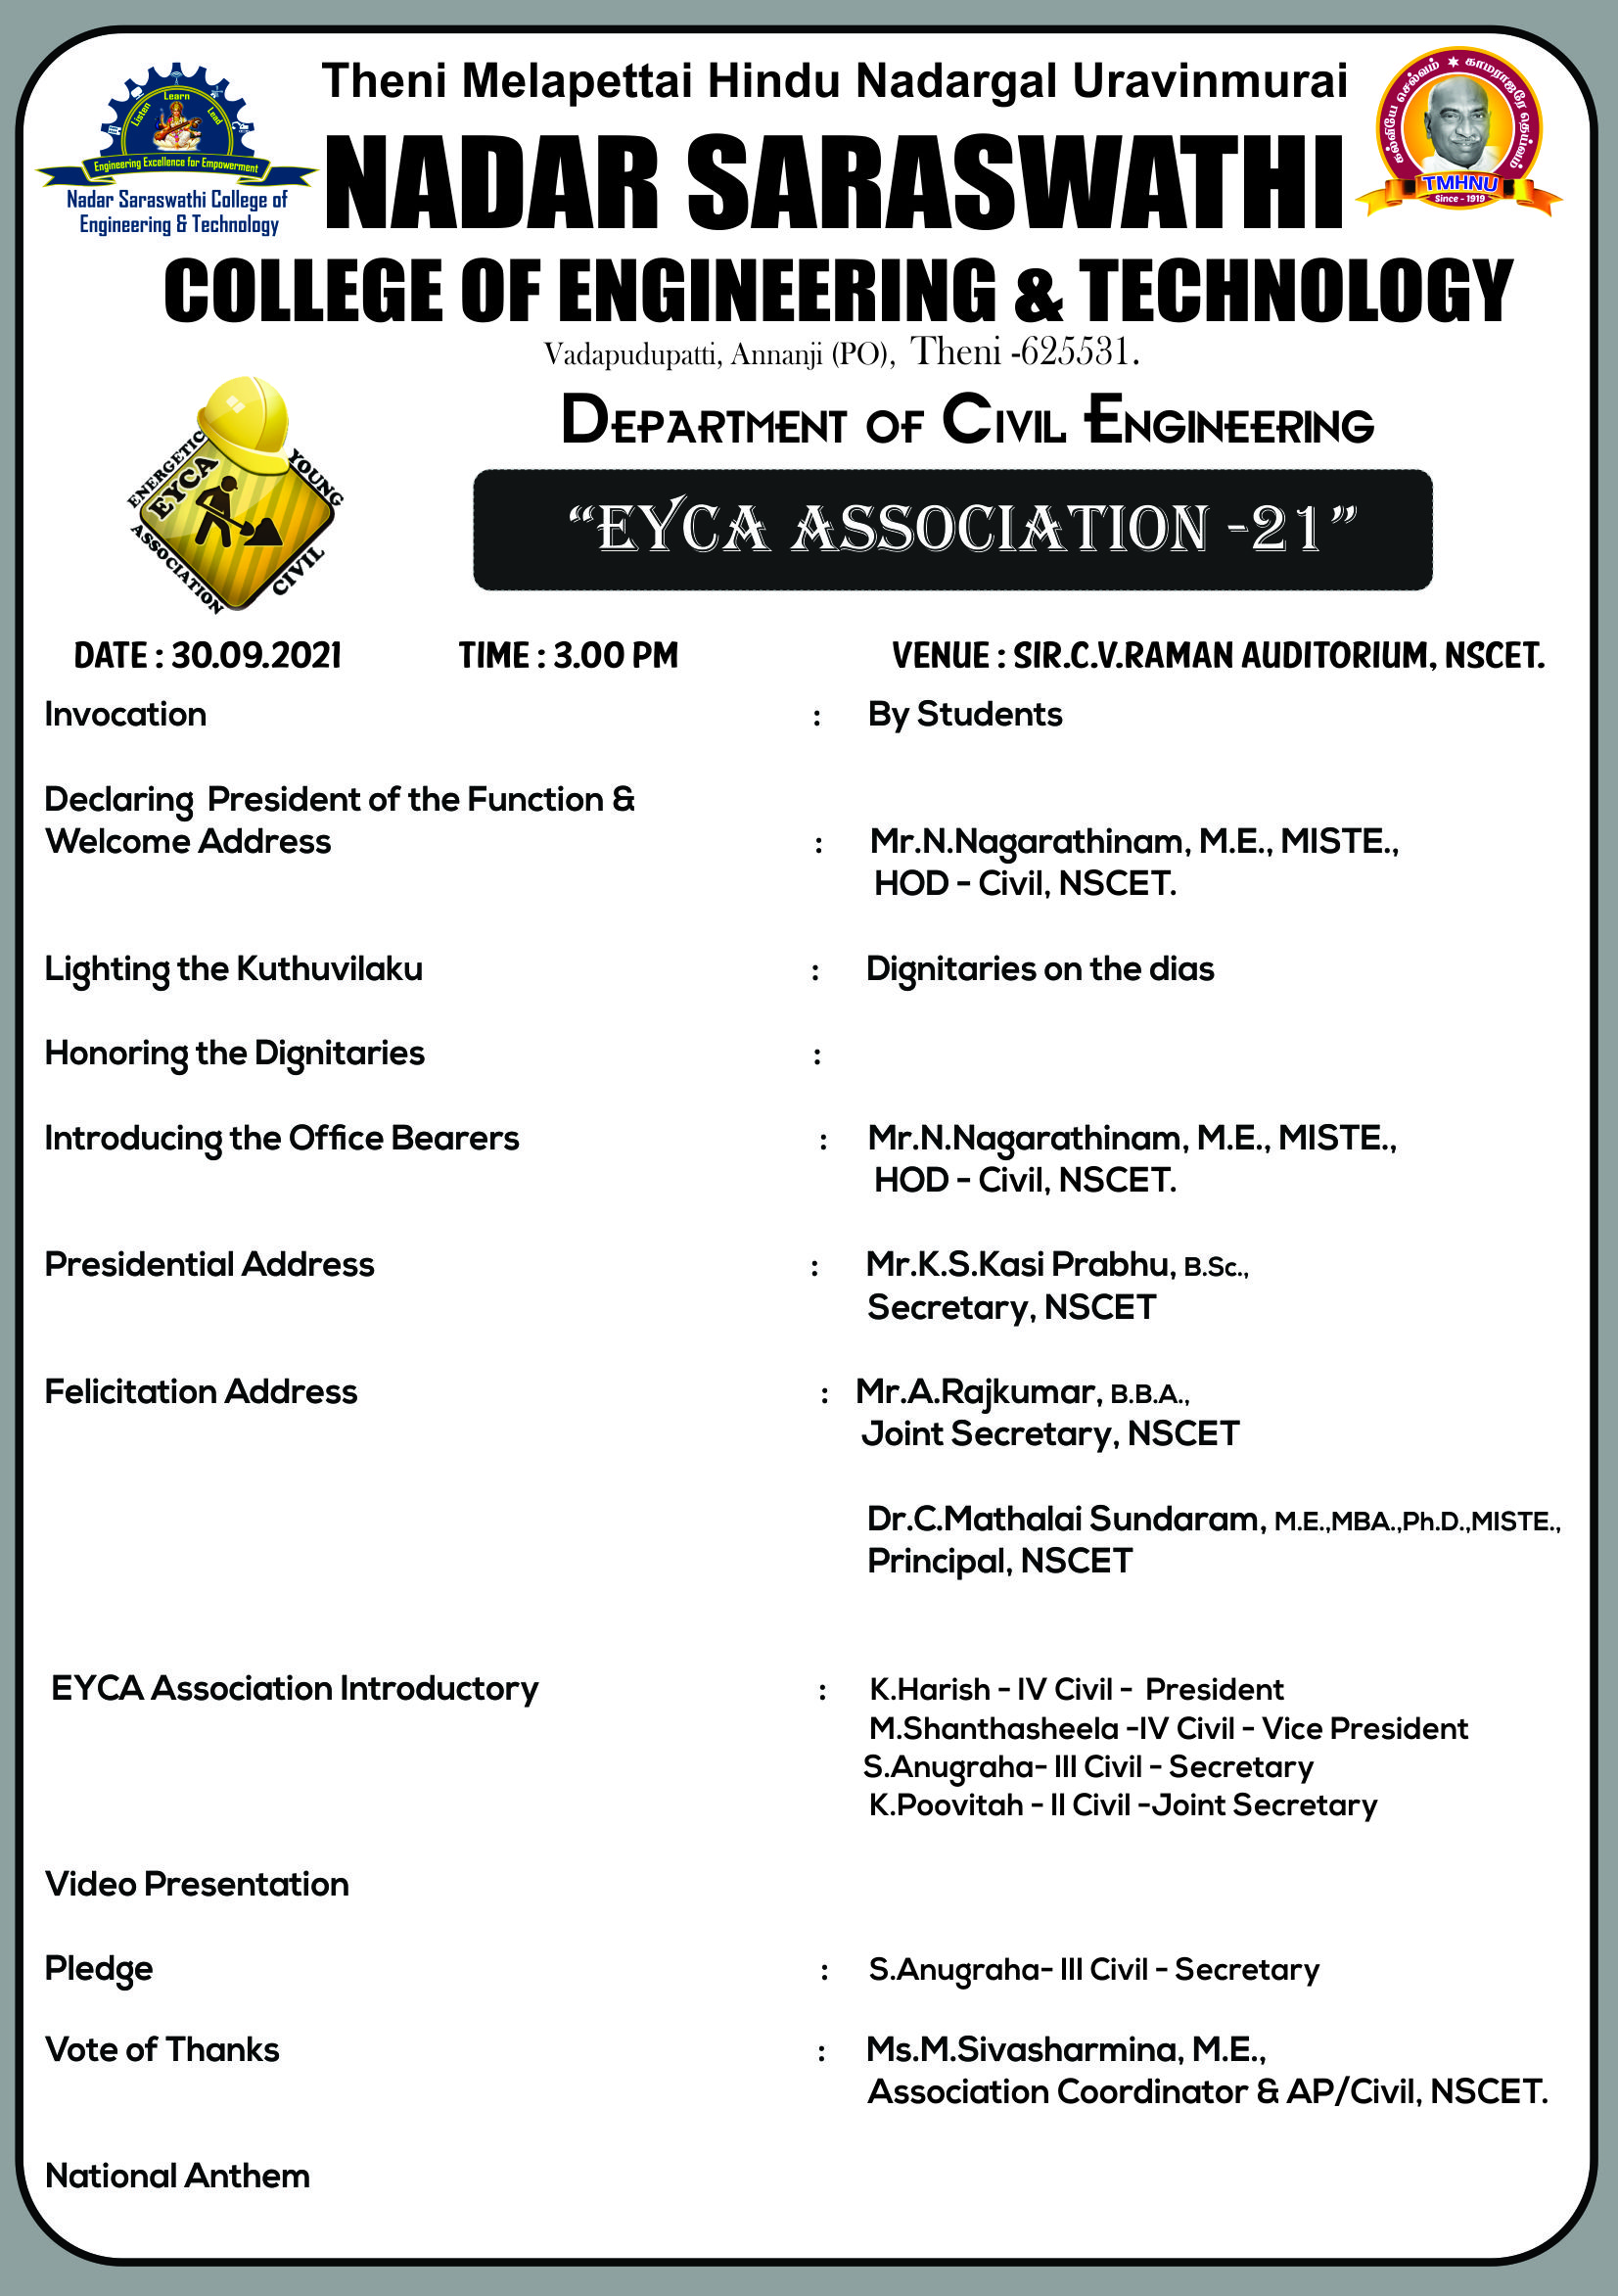 Theni Melapettai Hindu Nadargal Uravinmurai
NADAR SARASWATHI
COLLEGE OF ENGINEERING & TECHNOLOGY
Vadapudupatti, Annanji (PO), Theni -625531.
Listen Learn Lead
Engineering Excellence for Empowerment
Nadar Saraswathi College of
Engineering & Technology
கல்வியே செல்வம் ★ காமராஜரே தெய்வம்
TMHNU
Since - 1919
DEPARTMENT OF CIVIL ENGINEERING
ENERGETIC YOUNG
EYCA
ASSOCIATION CIVIL
“EYCA ASSOCIATION -21”
DATE : 30.09.2021 TIME : 3.00 PM VENUE : SIR.C.V.RAMAN AUDITORIUM, NSCET.
Invocation : By Students
Declaring President of the Function &
Welcome Address : Mr.N.Nagarathinam, M.E., MISTE.,
HOD - Civil, NSCET.
Lighting the Kuthuvilaku : Dignitaries on the dias
Honoring the Dignitaries :
Introducing the Office Bearers : Mr.N.Nagarathinam, M.E., MISTE.,
HOD - Civil, NSCET.
Presidential Address : Mr.K.S.Kasi Prabhu, B.Sc.,
Secretary, NSCET
Felicitation Address : Mr.A.Rajkumar, B.B.A.,
Joint Secretary, NSCET
Dr.C.Mathalai Sundaram, M.E.,MBA.,Ph.D.,MISTE.,
Principal, NSCET
EYCA Association Introductory : K.Harish - IV Civil - President
M.Shanthasheela -IV Civil - Vice President
S.Anugraha- III Civil - Secretary
K.Poovitah - II Civil -Joint Secretary
Video Presentation
Pledge : S.Anugraha- III Civil - Secretary
Vote of Thanks : Ms.M.Sivasharmina, M.E.,
Association Coordinator & AP/Civil, NSCET.
National Anthem